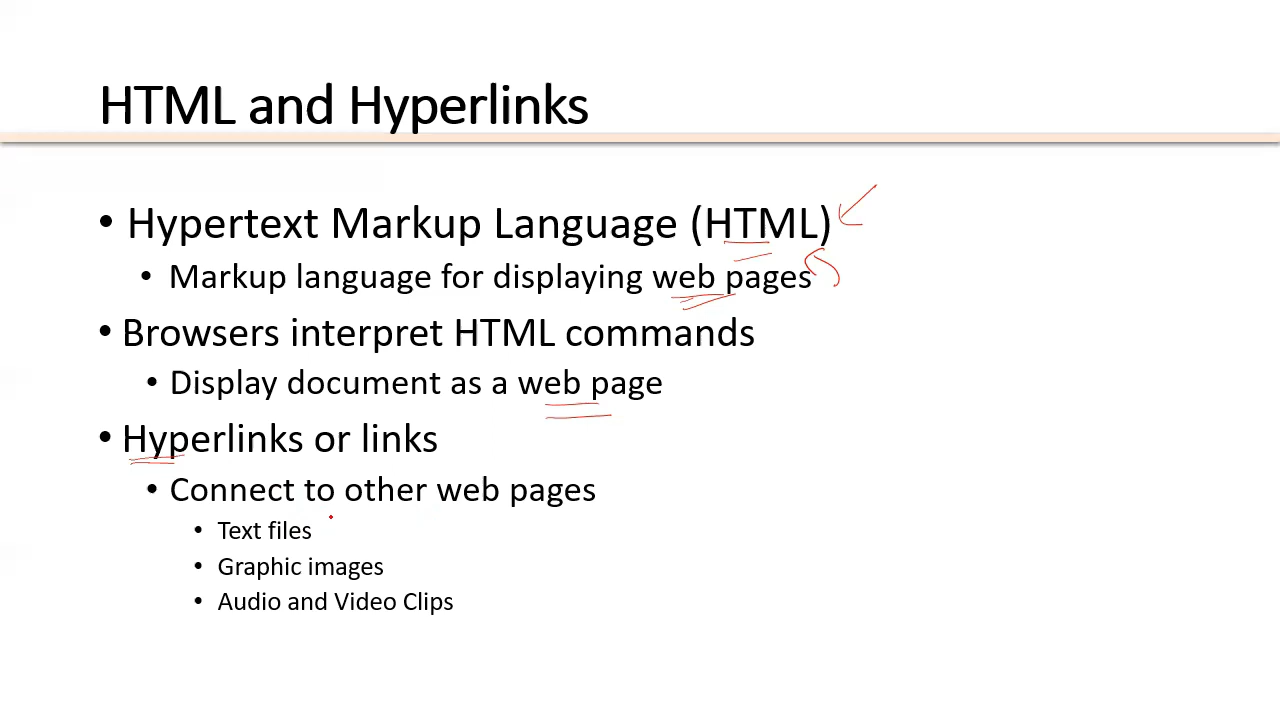 HTML and Hyperlinks
• Hypertext Markup Language (HTML)
• Markup language for displaying web pages
• Browsers interpret HTML commands
• Display document as a web page
• Hyperlinks or links
• Connect to other web pages
• Text files
• Graphic images
• Audio and Video Clips